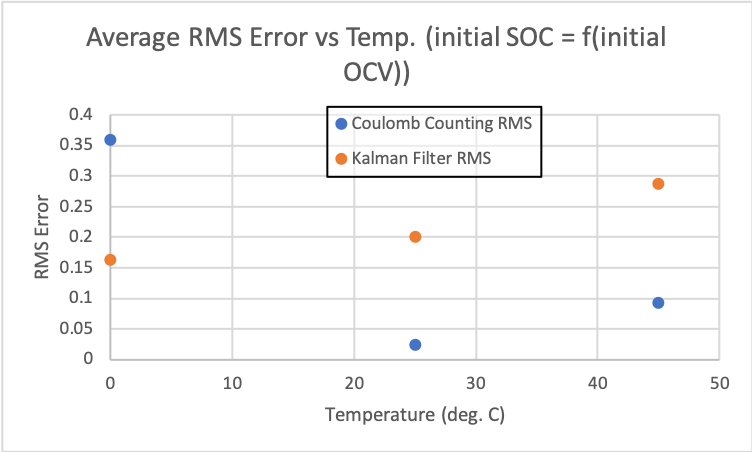 Average RMS Error vs Temp. (initial SOC = f(initial
OCV))
Coulomb Counting RMS
Kalman Filter RMS
RMS Error
0.4
0.35
0.3
0.25
0.2
0.15
0.1
0.05
0
0 10 20 30 40 50
Temperature (deg. C)